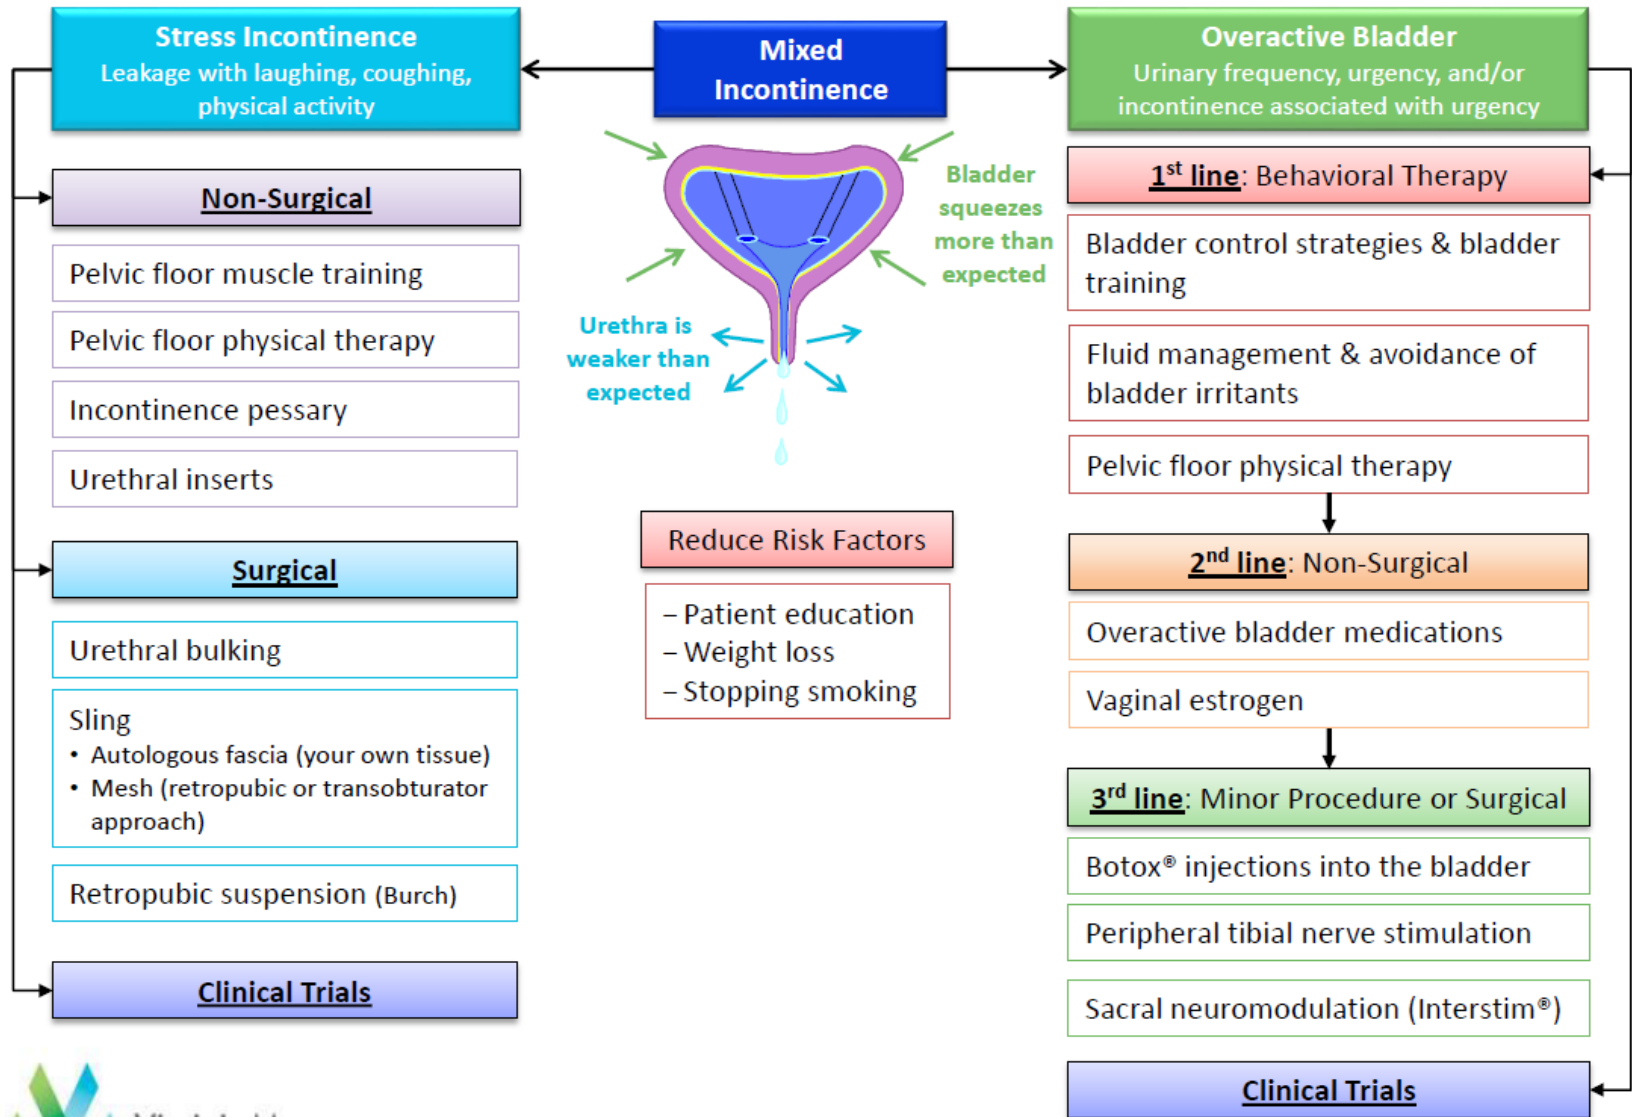 Stress Incontinence
Leakage with laughing, coughing,
physical activity
Non-Surgical
Pelvic floor muscle training
Pelvic floor physical therapy
Incontinence pessary
Urethral inserts
Surgical
Urethral bulking
Sling
• Autologous fascia (your own tissue)
• Mesh (retropubic or transobturator
approach)
Retropubic suspension (Burch)
Clinical Trials
Mixed
Incontinence
Bladder
squeezes
more than
expected
Urethra is
weaker than
expected
Reduce Risk Factors
– Patient education
– Weight loss
– Stopping smoking
Overactive Bladder
Urinary frequency, urgency, and/or
incontinence associated with urgency
1st line: Behavioral Therapy
Bladder control strategies & bladder
training
Fluid management & avoidance of
bladder irritants
Pelvic floor physical therapy
2nd line: Non-Surgical
Overactive bladder medications
Vaginal estrogen
3rd line: Minor Procedure or Surgical
Botox® injections into the bladder
Peripheral tibial nerve stimulation
Sacral neuromodulation (Interstim®)
Clinical Trials